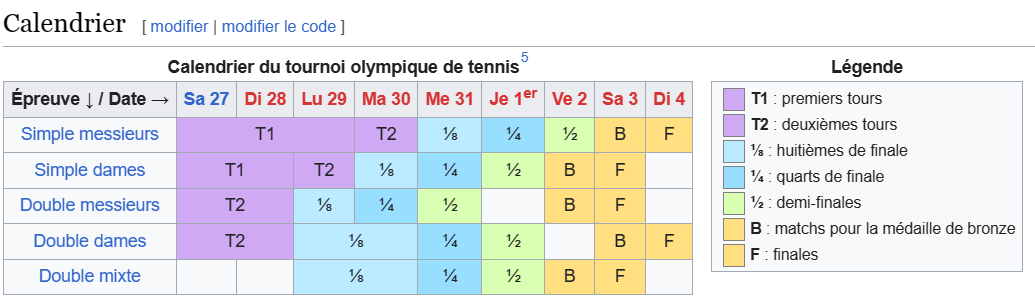 Calendrier [ modifier | modifier le code ]
Calendrier du tournoi olympique de tennis5
Épreuve ↓ / Date → Sa 27 Di 28 Lu 29 Ma 30 Me 31 Je 1er Ve 2 Sa 3 Di 4
Simple messieurs T1 T2 ⅛ ¼ ½ B F
Simple dames T1 T2 ⅛ ¼ ½ B F
Double messieurs T2 ⅛ ¼ ½ B F
Double dames T2 ⅛ ¼ ½ B F
Double mixte ⅛ ¼ ½ B F
Légende
T1 : premiers tours
T2 : deuxièmes tours
⅛ : huitièmes de finale
¼ : quarts de finale
½ : demi-finales
B : matchs pour la médaille de bronze
F : finales